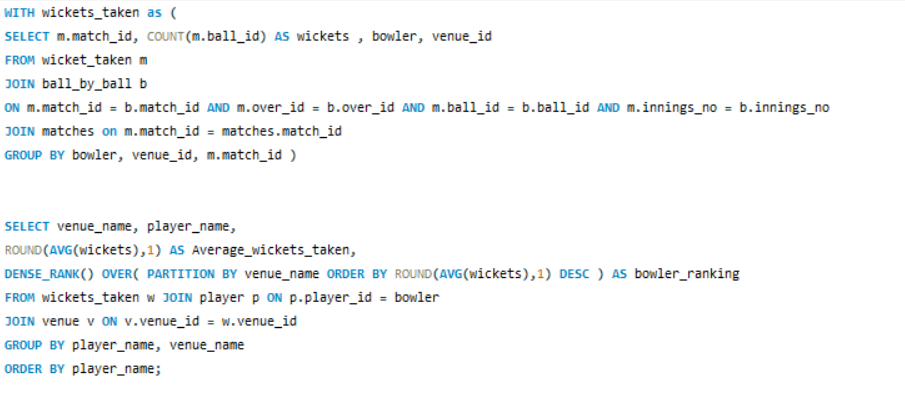 WITH wickets_taken as (
SELECT m.match_id, COUNT(m.ball_id) AS wickets , bowler, venue_id
FROM wicket_taken m
JOIN ball_by_ball b
ON m.match_id = b.match_id AND m.over_id = b.over_id AND m.ball_id = b.ball_id AND m.innings_no = b.innings_no
JOIN matches on m.match_id = matches.match_id
GROUP BY bowler, venue_id, m.match_id )
SELECT venue_name, player_name,
ROUND(AVG(wickets),1) AS Average_wickets_taken,
DENSE_RANK() OVER( PARTITION BY venue_name ORDER BY ROUND(AVG(wickets),1) DESC ) AS bowler_ranking
FROM wickets_taken w JOIN player p ON p.player_id = bowler
JOIN venue v ON v.venue_id = w.venue_id
GROUP BY player_name, venue_name
ORDER BY player_name;